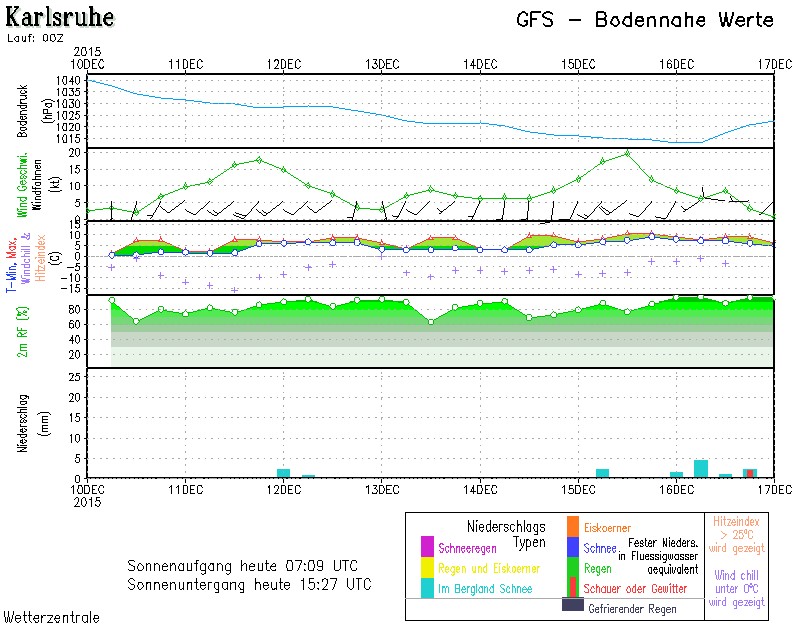 Karlsruhe
GFS - Bodennahe Werte
Lauf: 00Z
2015
10DEC 11DEC 12DEC 13DEC 14DEC 15DEC 16DEC 17DEC
Bodendruck
(hPa)
1040
1035
1030
1025
1020
1015
Wind Geschwi.
Windfahnen
(kt)
20
15
10
5
0
T-Min, Max,
Windchill &
Hitzeindex
(C)
15
10
5
0
-5
-10
-15
2m RF (%)
80
60
40
20
Niederschlag
(mm)
25
20
15
10
5
0
10DEC 11DEC 12DEC 13DEC 14DEC 15DEC 16DEC 17DEC
2015
Sonnenaufgang heute 07:09 UTC
Sonnenuntergang heute 15:27 UTC
Niederschlags
Typen
Schneeregen
Regen und Eiskoerner
Im Bergland Schnee
Eiskoerner
Schnee
Regen
Schauer oder Gewitter
Gefrierender Regen
Fester Nieders.
in Fluessigwasser
aequivalent
Hitzeindex
> 25°C
wird gezeigt
Wind chill
unter 0°C
wird gezeigt
Wetterzentrale